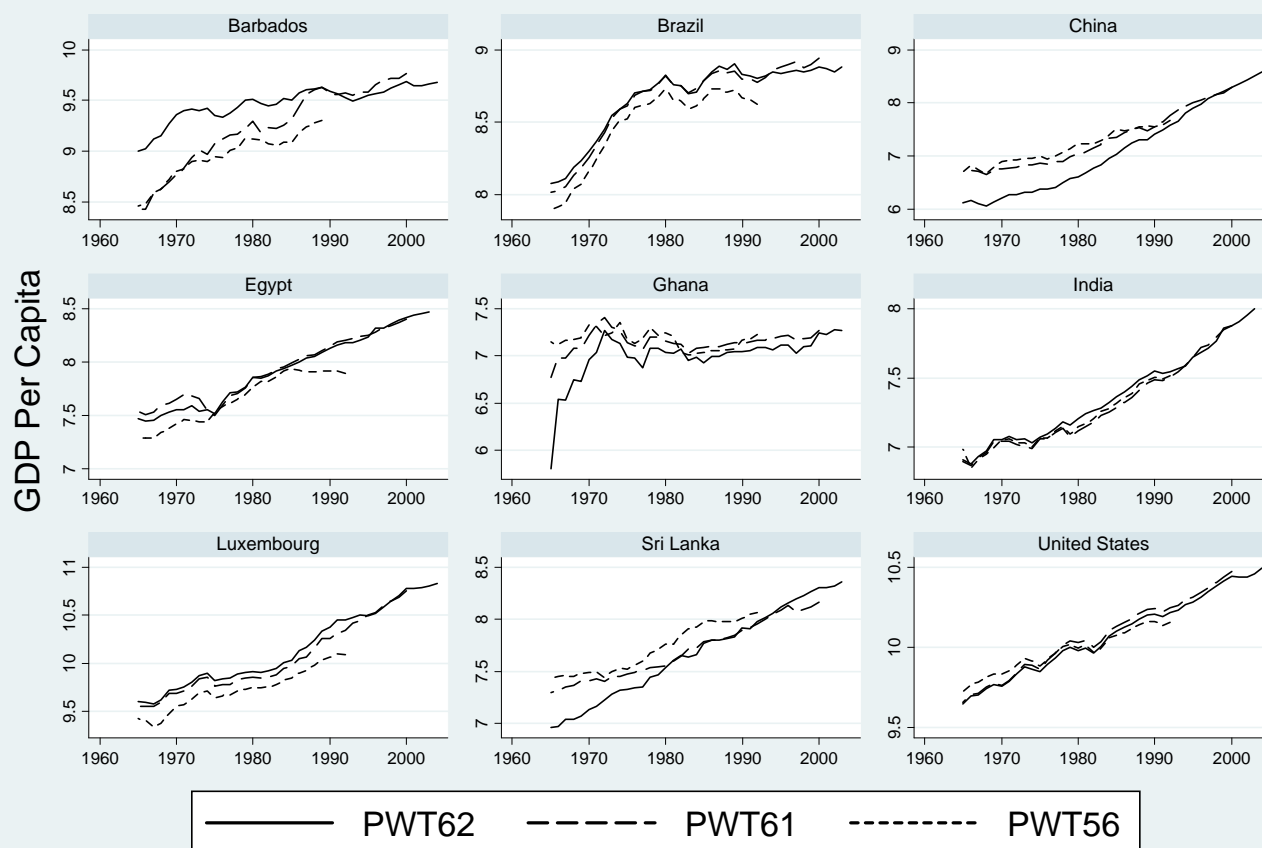 GDP Per Capita
Barbados
10
9.5
9
8.5
1960 1970 1980 1990 2000
Brazil
9
8.5
8
1960 1970 1980 1990 2000
China
9
8
7
6
1960 1970 1980 1990 2000
Egypt
8.5
8
7.5
7
1960 1970 1980 1990 2000
Ghana
7.5
7
6.5
6
1960 1970 1980 1990 2000
India
8
7.5
7
1960 1970 1980 1990 2000
Luxembourg
11
10.5
10
9.5
1960 1970 1980 1990 2000
Sri Lanka
8.5
8
7.5
7
1960 1970 1980 1990 2000
United States
10.5
10.0
9.5
1960 1970 1980 1990 2000
PWT62 PWT61 PWT56